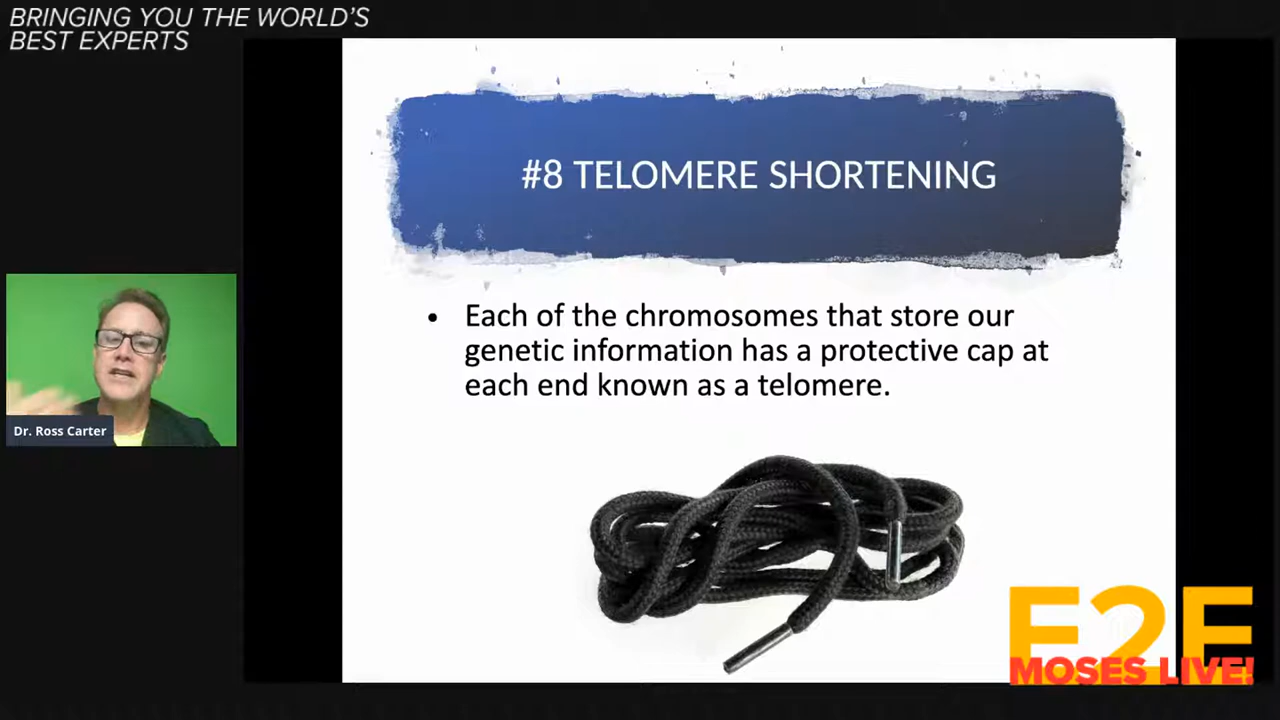 BRINGING YOU THE WORLD'S
BEST EXPERTS
#8 TELOMERE SHORTENING
• Each of the chromosomes that store our
genetic information has a protective cap at
each end known as a telomere.
Dr. Ross Carter
E2E
MOSES LIVE!